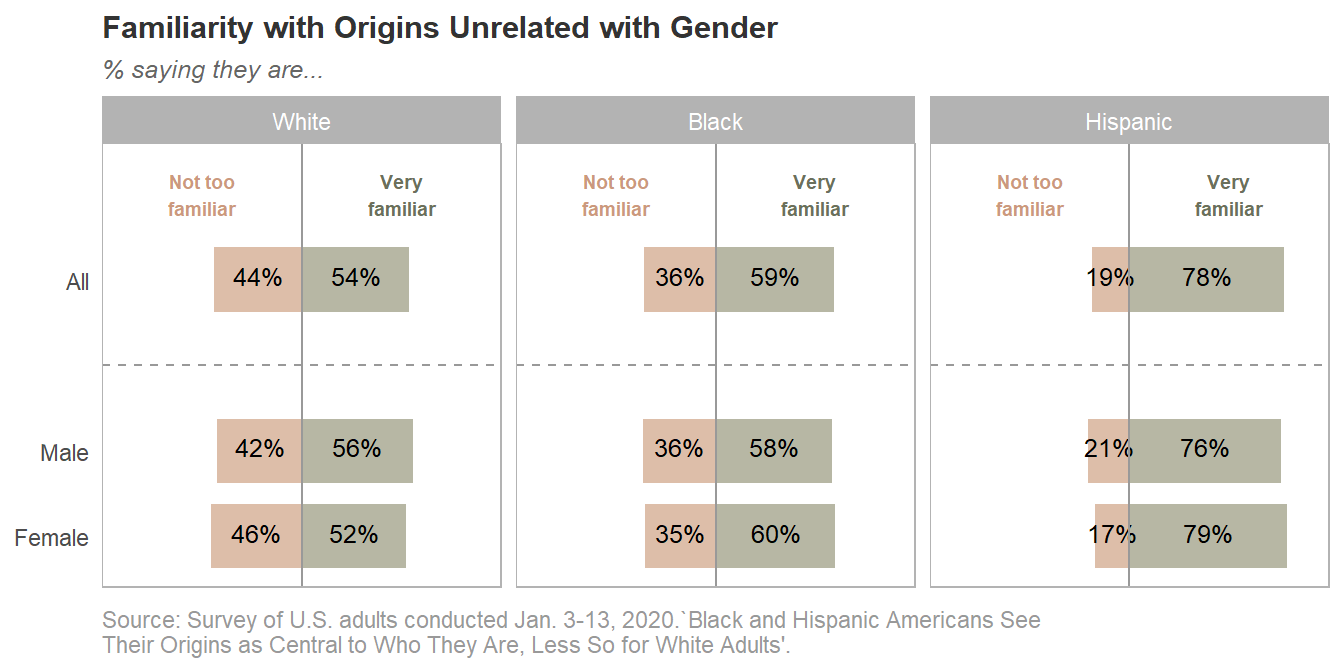 Familiarity with Origins Unrelated with Gender
% saying they are...
White
Black
Hispanic
Not too
familiar
Very
familiar
Not too
familiar
Very
familiar
Not too
familiar
Very
familiar
All
44%
54%
36%
59%
19%
78%
Male
42%
56%
36%
58%
21%
76%
Female
46%
52%
35%
60%
17%
79%
Source: Survey of U.S. adults conducted Jan. 3-13, 2020.`Black and Hispanic Americans See
Their Origins as Central to Who They Are, Less So for White Adults'.